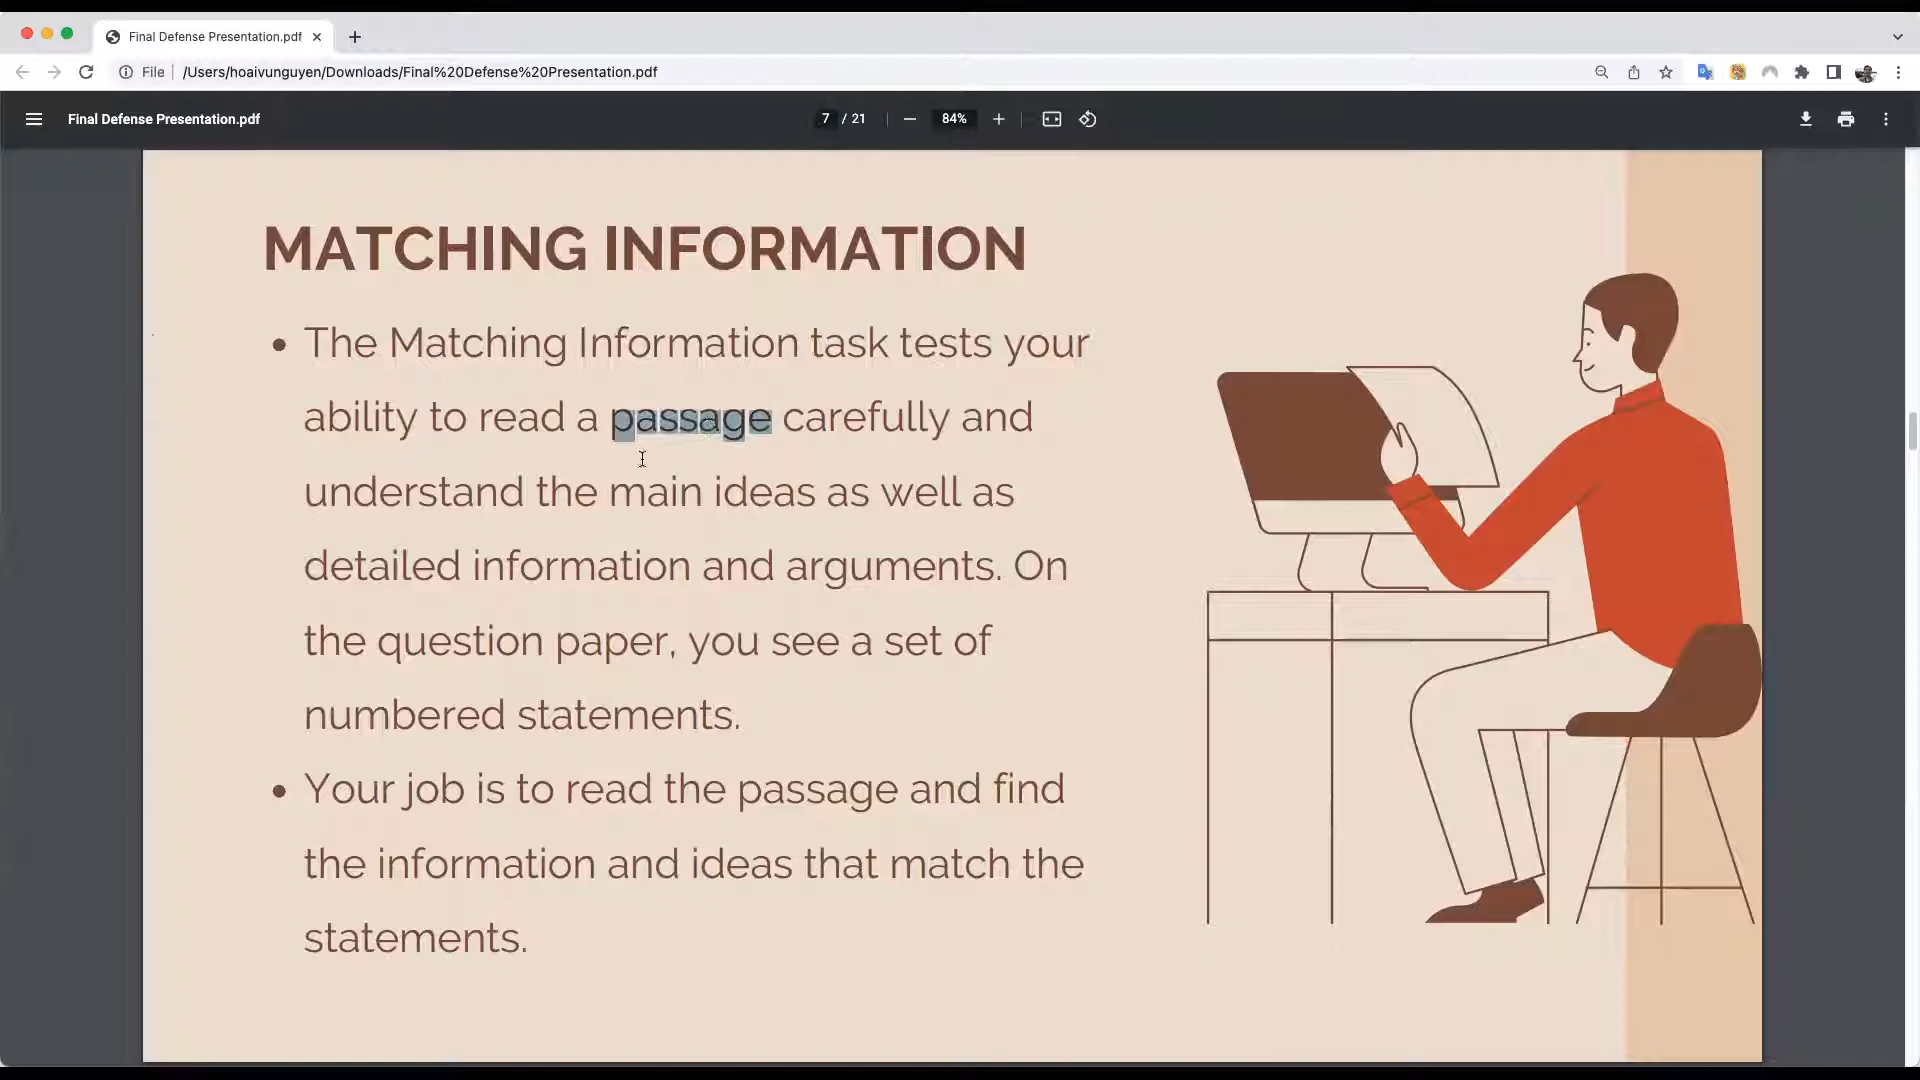 Final Defense Presentation.pdf
File
/Users/hoaivunguyen/Downloads/Final%20Defense%20Presentation.pdf
Final Defense Presentation.pdf
7 / 21
84%
MATCHING INFORMATION
• The Matching Information task tests your
ability to read a passage carefully and
understand the main ideas as well as
detailed information and arguments. On
the question paper, you see a set of
numbered statements.
• Your job is to read the passage and find
the information and ideas that match the
statements.